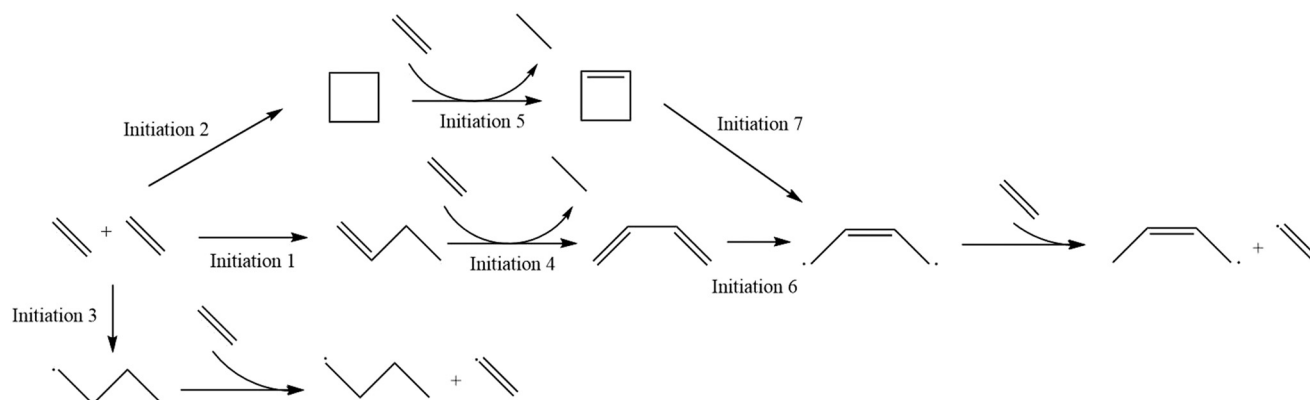 Initiation 5
Initiation 2
Initiation 7
+
Initiation 1
Initiation 4
+
Initiation 6
Initiation 3
+